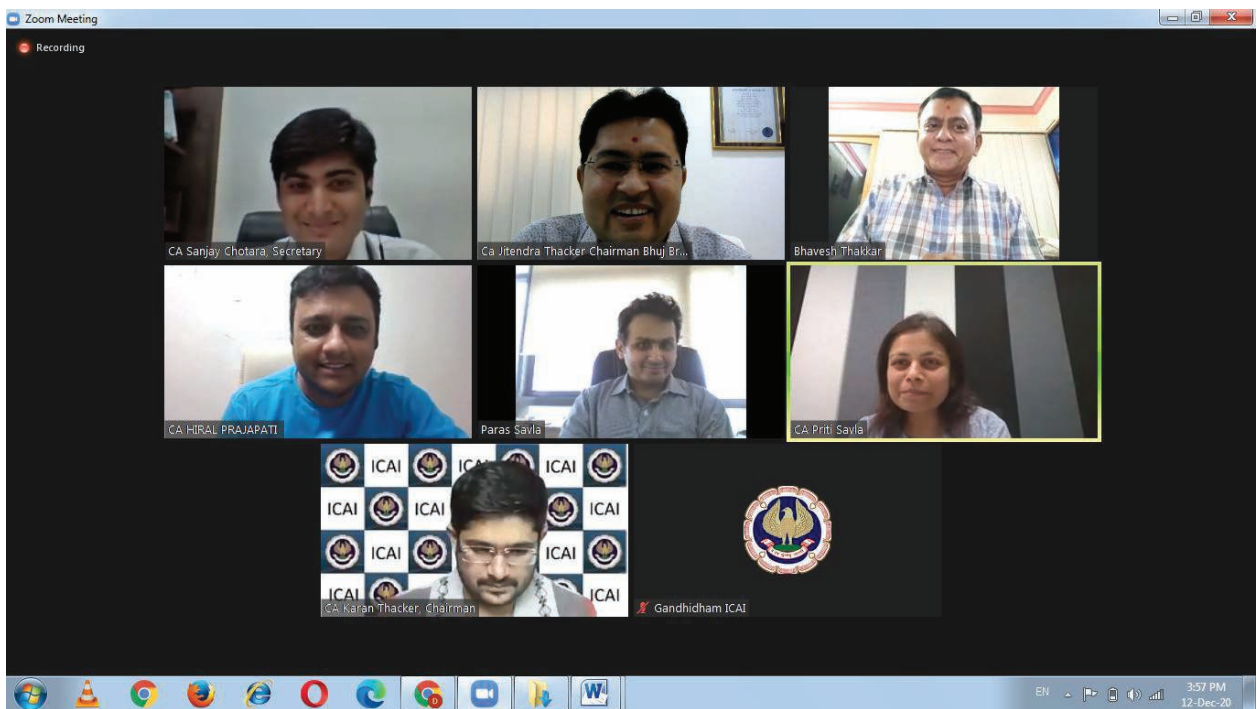 Zoom Meeting
Recording
CA Sanjay Chotara, Secretary
Ca Jitendra Thacker Chairman Bhuj Br...
Bhavesh Thakkar
CA HIRAL PRAJAPATI
Paras Savla
CA Priti Savla
ICAI ICAI ICAI
ICAI ICAI ICAI
ICAI ICAI
ICAI ICAI
CA Karan Thacker, Chairman
Gandhidham ICAI
EN
3:57 PM
12-Dec-20